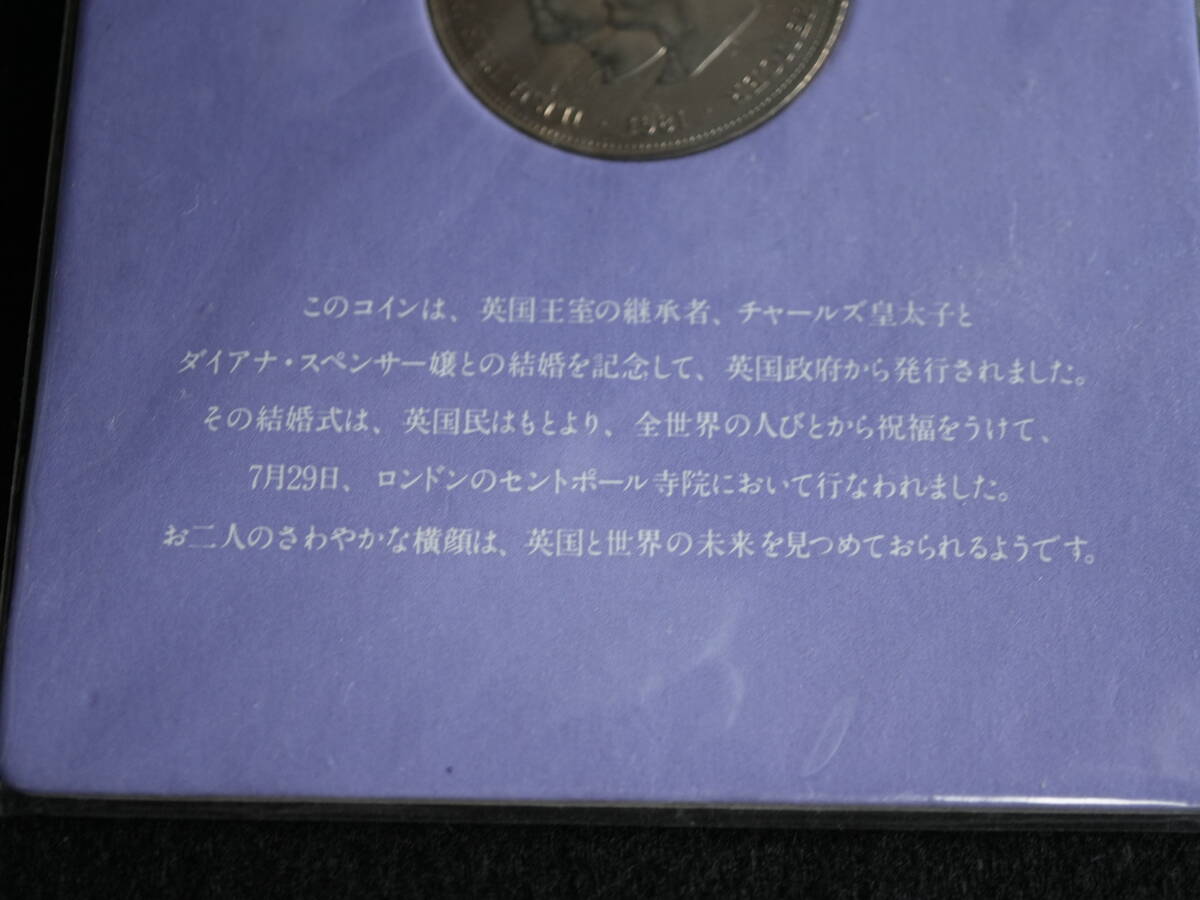 1981
このコインは、英国王室の継承者、チャールズ皇太子と
ダイアナ・スペンサー嬢との結婚を記念して、英国政府から発行されました。
その結婚式は、英国民はもとより、全世界の人びとから祝福をうけて、
7月29日、ロンドンのセントポール寺院において行なわれました。
お二人のさわやかな横顔は、英国と世界の未来を見つめておられるようです。